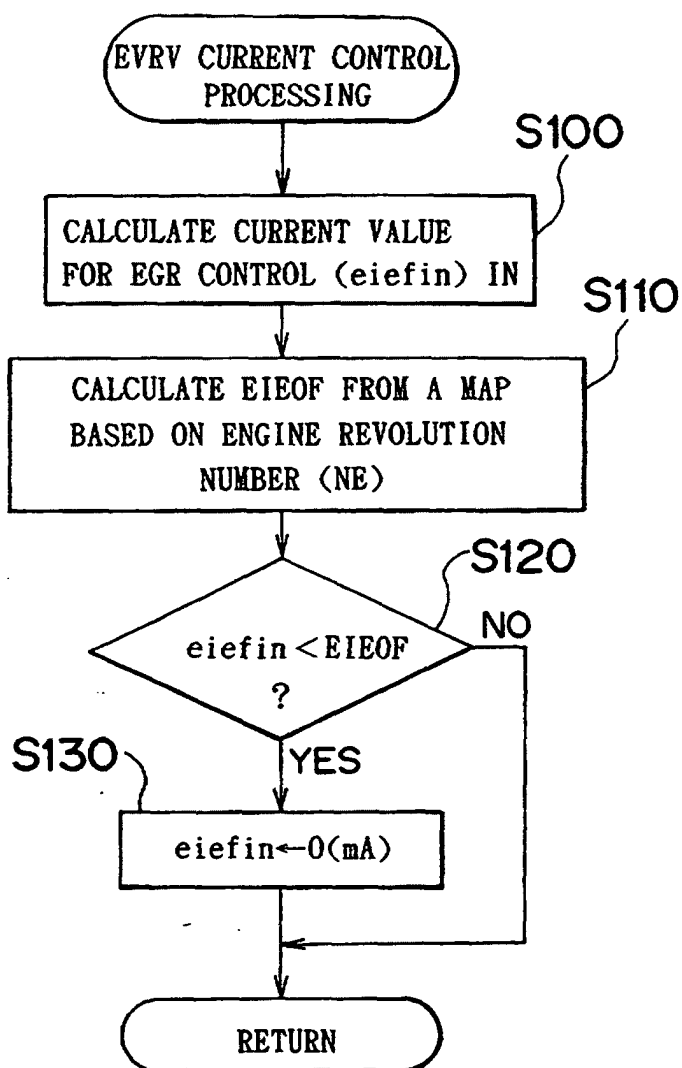 EVRV CURRENT CONTROL
PROCESSING
S100
CALCULATE CURRENT VALUE
FOR EGR CONTROL (eiefin) IN
S110
CALCULATE EIEOF FROM A MAP
BASED ON ENGINE REVOLUTION
NUMBER (NE)
S120
eiefin<EIEOF
?
NO
YES
S130
eiefin←0(mA)
RETURN